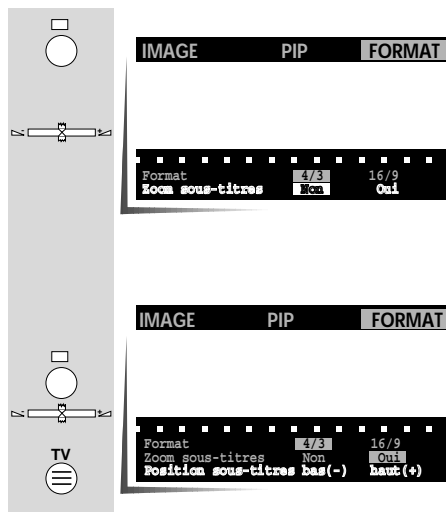 IMAGE PIP FORMAT
Format 4/3 16/9
Zoom sous-titres Non Oui
IMAGE PIP FORMAT
Format 4/3 16/9
Zoom sous-titres Non Oui
Position sous-titres bas(-) haut(+)
TV